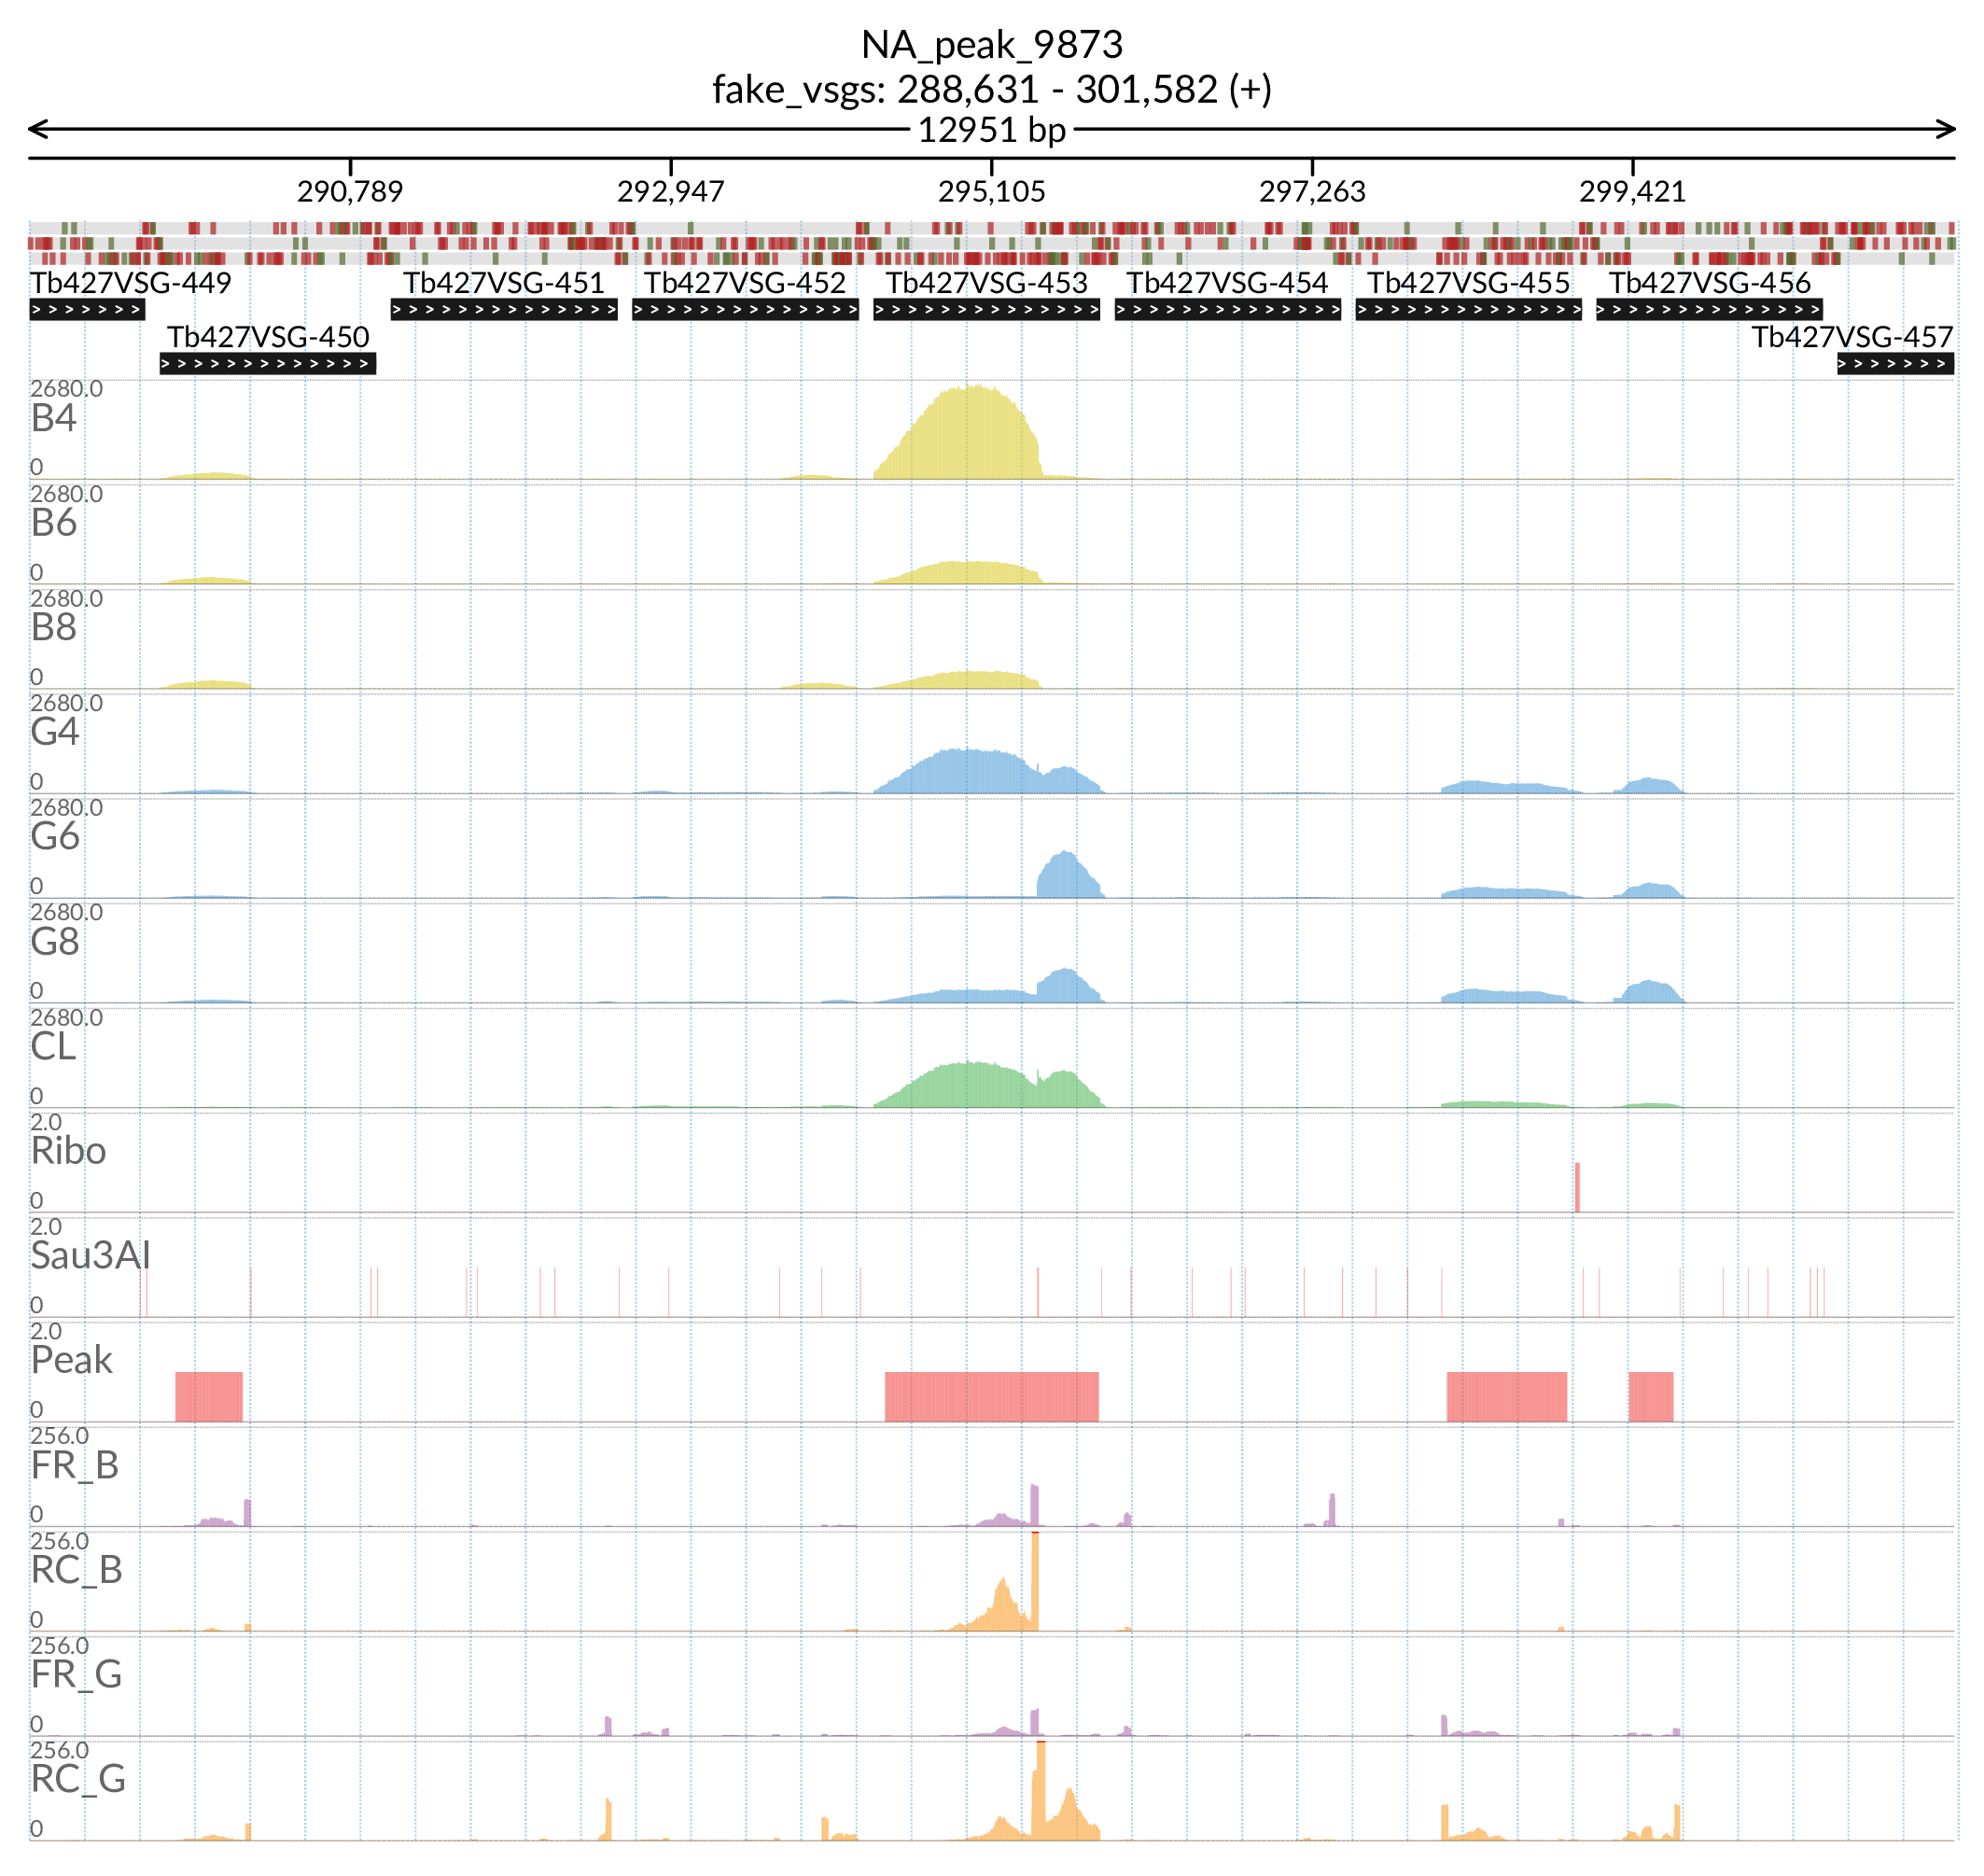 NA_peak_9873
fake_vsgs: 288,631 - 301,582 (+)
12951 bp
290,789 292,947 295,105 297,263 299,421
Tb427VSG-449 Tb427VSG-451 Tb427VSG-452 Tb427VSG-453 Tb427VSG-454 Tb427VSG-455 Tb427VSG-456
Tb427VSG-450 Tb427VSG-457
2680.0
B4
0
2680.0
B6
0
2680.0
B8
0
2680.0
G4
0
2680.0
G6
0
2680.0
G8
0
2680.0
CL
0
2.0
Ribo
0
2.0
Sau3AI
0
2.0
Peak
0
256.0
FR_B
0
256.0
RC_B
0
256.0
FR_G
0
256.0
RC_G
0